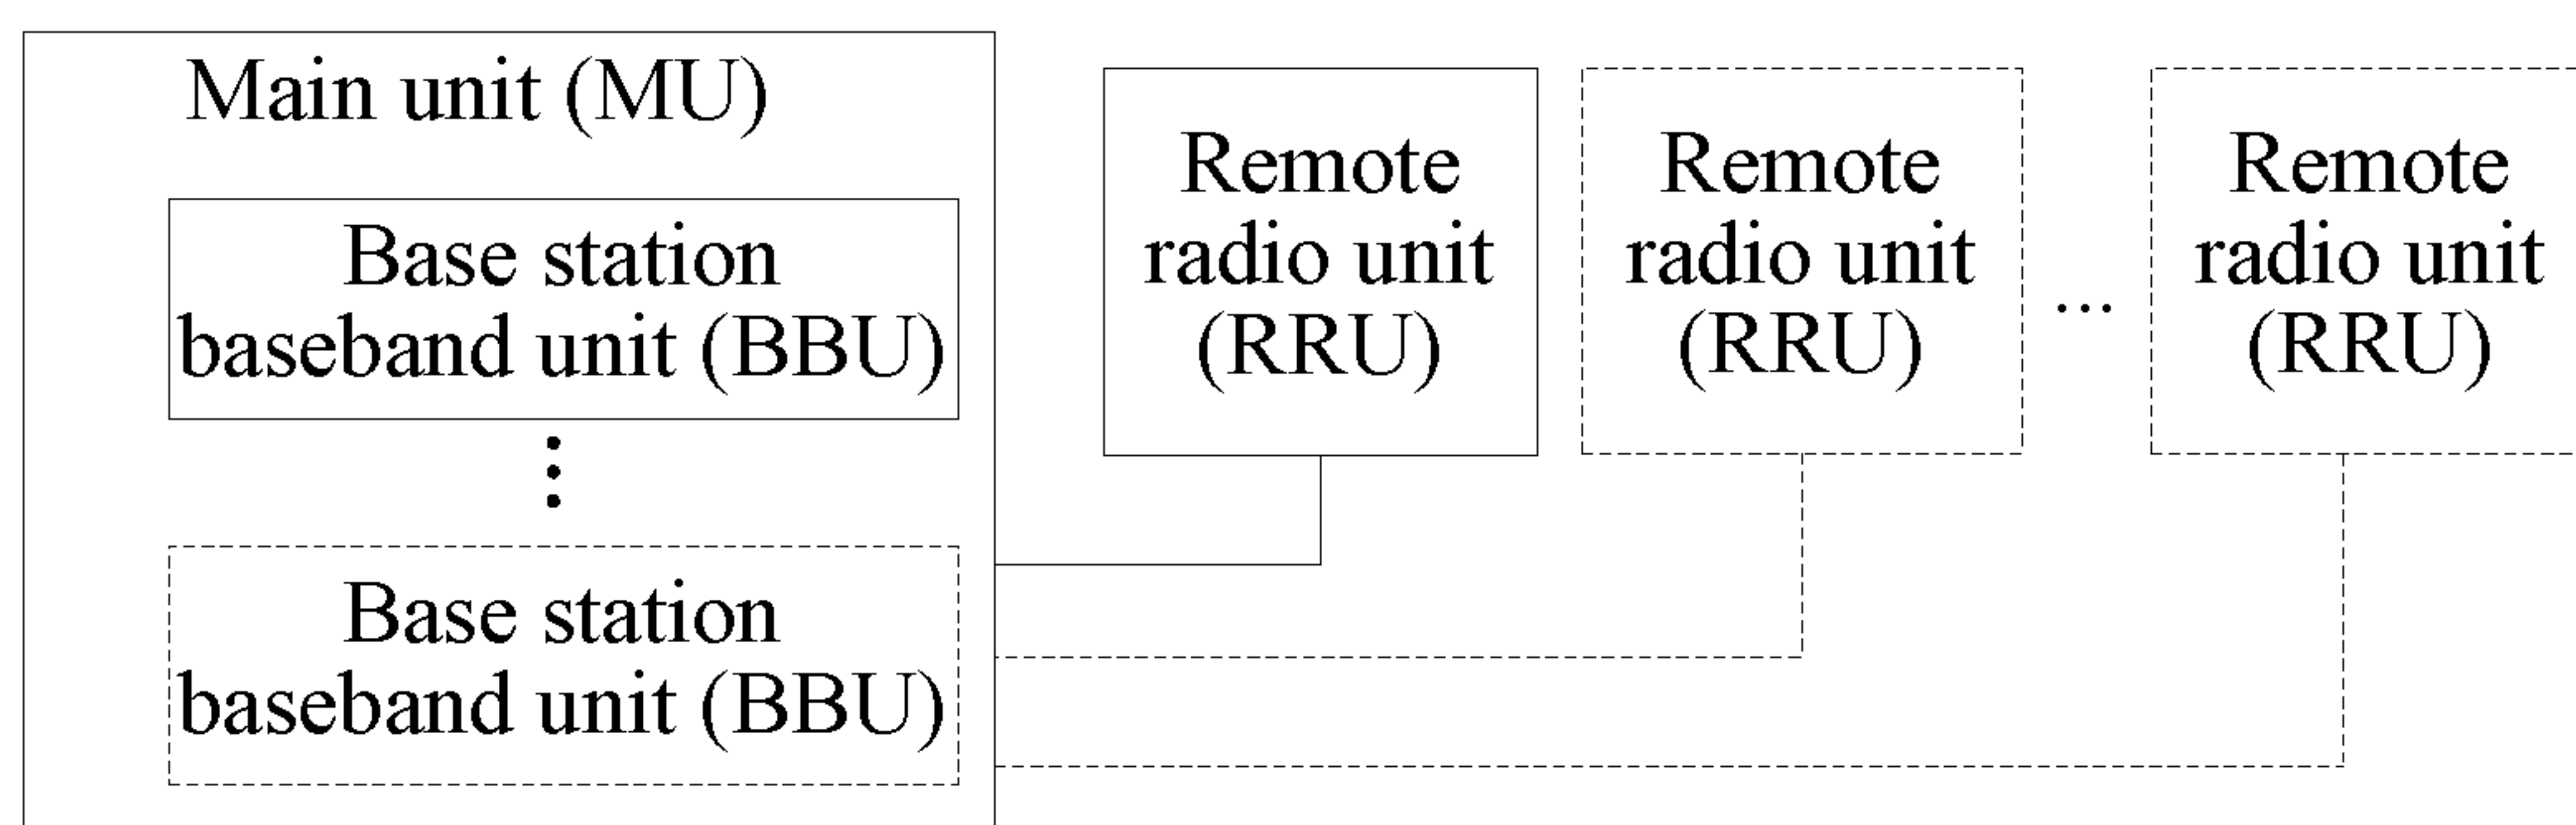 Main unit (MU)
Base station
baseband unit (BBU)
⋮
Base station
baseband unit (BBU)
Remote
radio unit
(RRU)
Remote
radio unit
(RRU)
...
Remote
radio unit
(RRU)